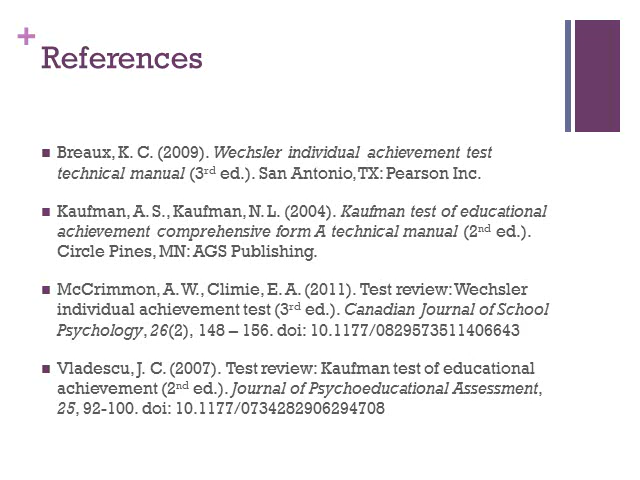 +
References
■ Breaux, K. C. (2009). Wechsler individual achievement test
technical manual (3rd ed.). San Antonio, TX: Pearson Inc.
■ Kaufman, A. S., Kaufman, N. L. (2004). Kaufman test of educational
achievement comprehensive form A technical manual (2nd ed.).
Circle Pines, MN: AGS Publishing.
■ McCrimmon, A. W., Climie, E. A. (2011). Test review: Wechsler
individual achievement test (3rd ed.). Canadian Journal of School
Psychology, 26(2), 148 – 156. doi: 10.1177/0829573511406643
■ Vladescu, J. C. (2007). Test review: Kaufman test of educational
achievement (2nd ed.). Journal of Psychoeducational Assessment,
25, 92-100. doi: 10.1177/0734282906294708